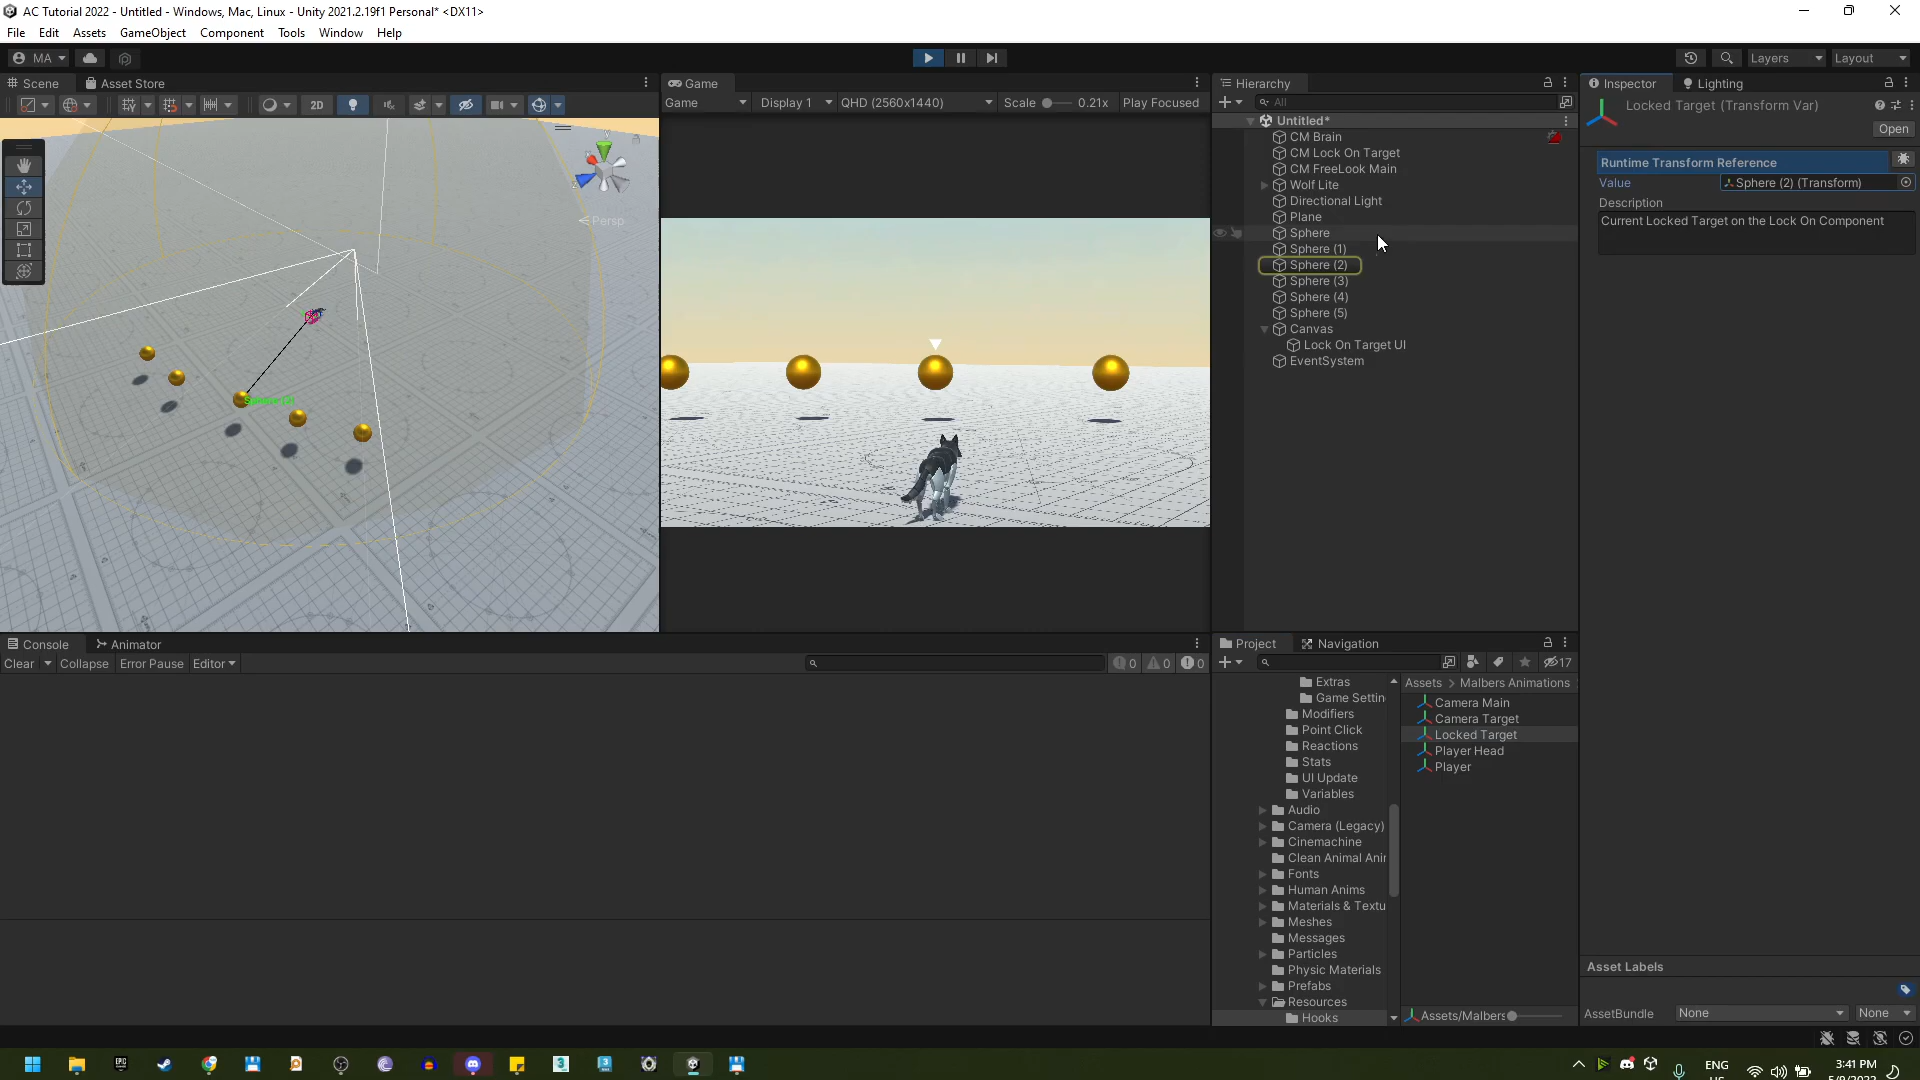 AC Tutorial 2022 - Untitled - Windows, Mac, Linux - Unity 2021.2.19f1 Personal* <DX11>
File Edit Assets GameObject Component Tools Window Help
MA Layers Layout
Scene Asset Store
2D
Persp
Y
Sphere (2)
Game
Game Display 1 QHD (2560x1440) Scale 0.21x Play Focused
Hierarchy
All
Untitled*
CM Brain
CM Lock On Target
CM FreeLook Main
Wolf Lite
Directional Light
Plane
Sphere
Sphere (1)
Sphere (2)
Sphere (3)
Sphere (4)
Sphere (5)
Canvas
Lock On Target UI
EventSystem
Inspector Lighting
Locked Target (Transform Var)
Open
Runtime Transform Reference
Value Sphere (2) (Transform)
Description
Current Locked Target on the Lock On Component
Console Animator
Clear Collapse Error Pause Editor
0 0 0
Project Navigation
17
Extras
Game Settin
Modifiers
Point Click
Reactions
Stats
UI Update
Variables
Audio
Camera (Legacy)
Cinemachine
Clean Animal Anir
Fonts
Human Anims
Materials & Textu
Meshes
Messages
Particles
Physic Materials
Prefabs
Resources
Hooks
Assets > Malbers Animations
Camera Main
Camera Target
Locked Target
Player Head
Player
Assets/Malbers
Asset Labels
AssetBundle None None
EPIC
ENG
US
3:41 PM